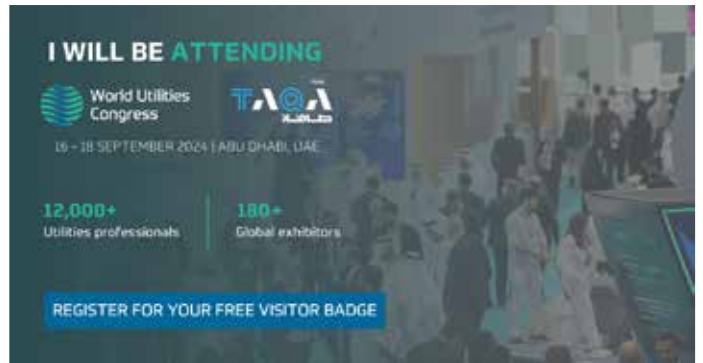 I WILL BE ATTENDING
World Utilities
Congress
TAQA
طاقة
16 - 18 SEPTEMBER 2024 | ABU DHABI, UAE
12,000+
Utilities professionals
180+
Global exhibitors
REGISTER FOR YOUR FREE VISITOR BADGE